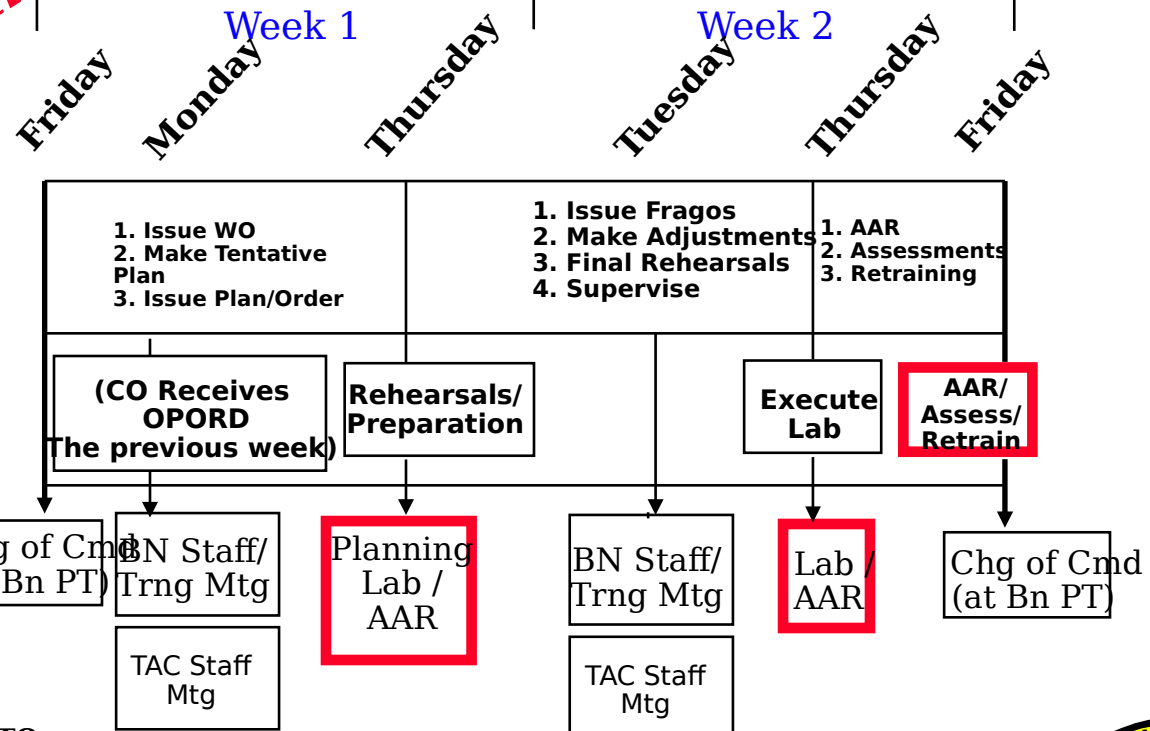 Week 1
Week 2
Friday
Monday
Thursday
Tuesday
Thursday
Friday
1. Issue WO
2. Make Tentative
Plan
3. Issue Plan/Order
1. Issue Fragos
2. Make Adjustments
3. Final Rehearsals
4. Supervise
1. AAR
2. Assessments
3. Retraining
(CO Receives
OPORD
The previous week)
Rehearsals/
Preparation
Execute
Lab
AAR/
Assess/
Retrain
g of Cmd
Bn PT)
BN Staff/
Trng Mtg
Planning
Lab /
AAR
BN Staff/
Trng Mtg
Lab /
AAR
Chg of Cmd
(at Bn PT)
TAC Staff
Mtg
TAC Staff
Mtg